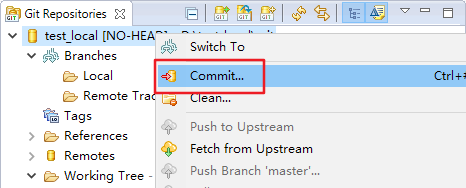 Git Repositories
test_local [NO-HEAD]
Switch To
Branches
Local
Commit... Ctrl+#
Remote Trac
Clean...
Tags
Push to Upstream
References
Fetch from Upstream
Remotes
Push Branch 'master'...
Working Tree -